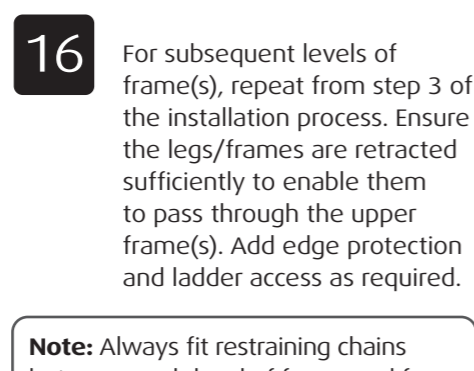 16
For subsequent levels of
frame(s), repeat from step 3 of
the installation process. Ensure
the legs/frames are retracted
sufficiently to enable them
to pass through the upper
frame(s). Add edge protection
and ladder access as required.
Note: Always fit restraining chains